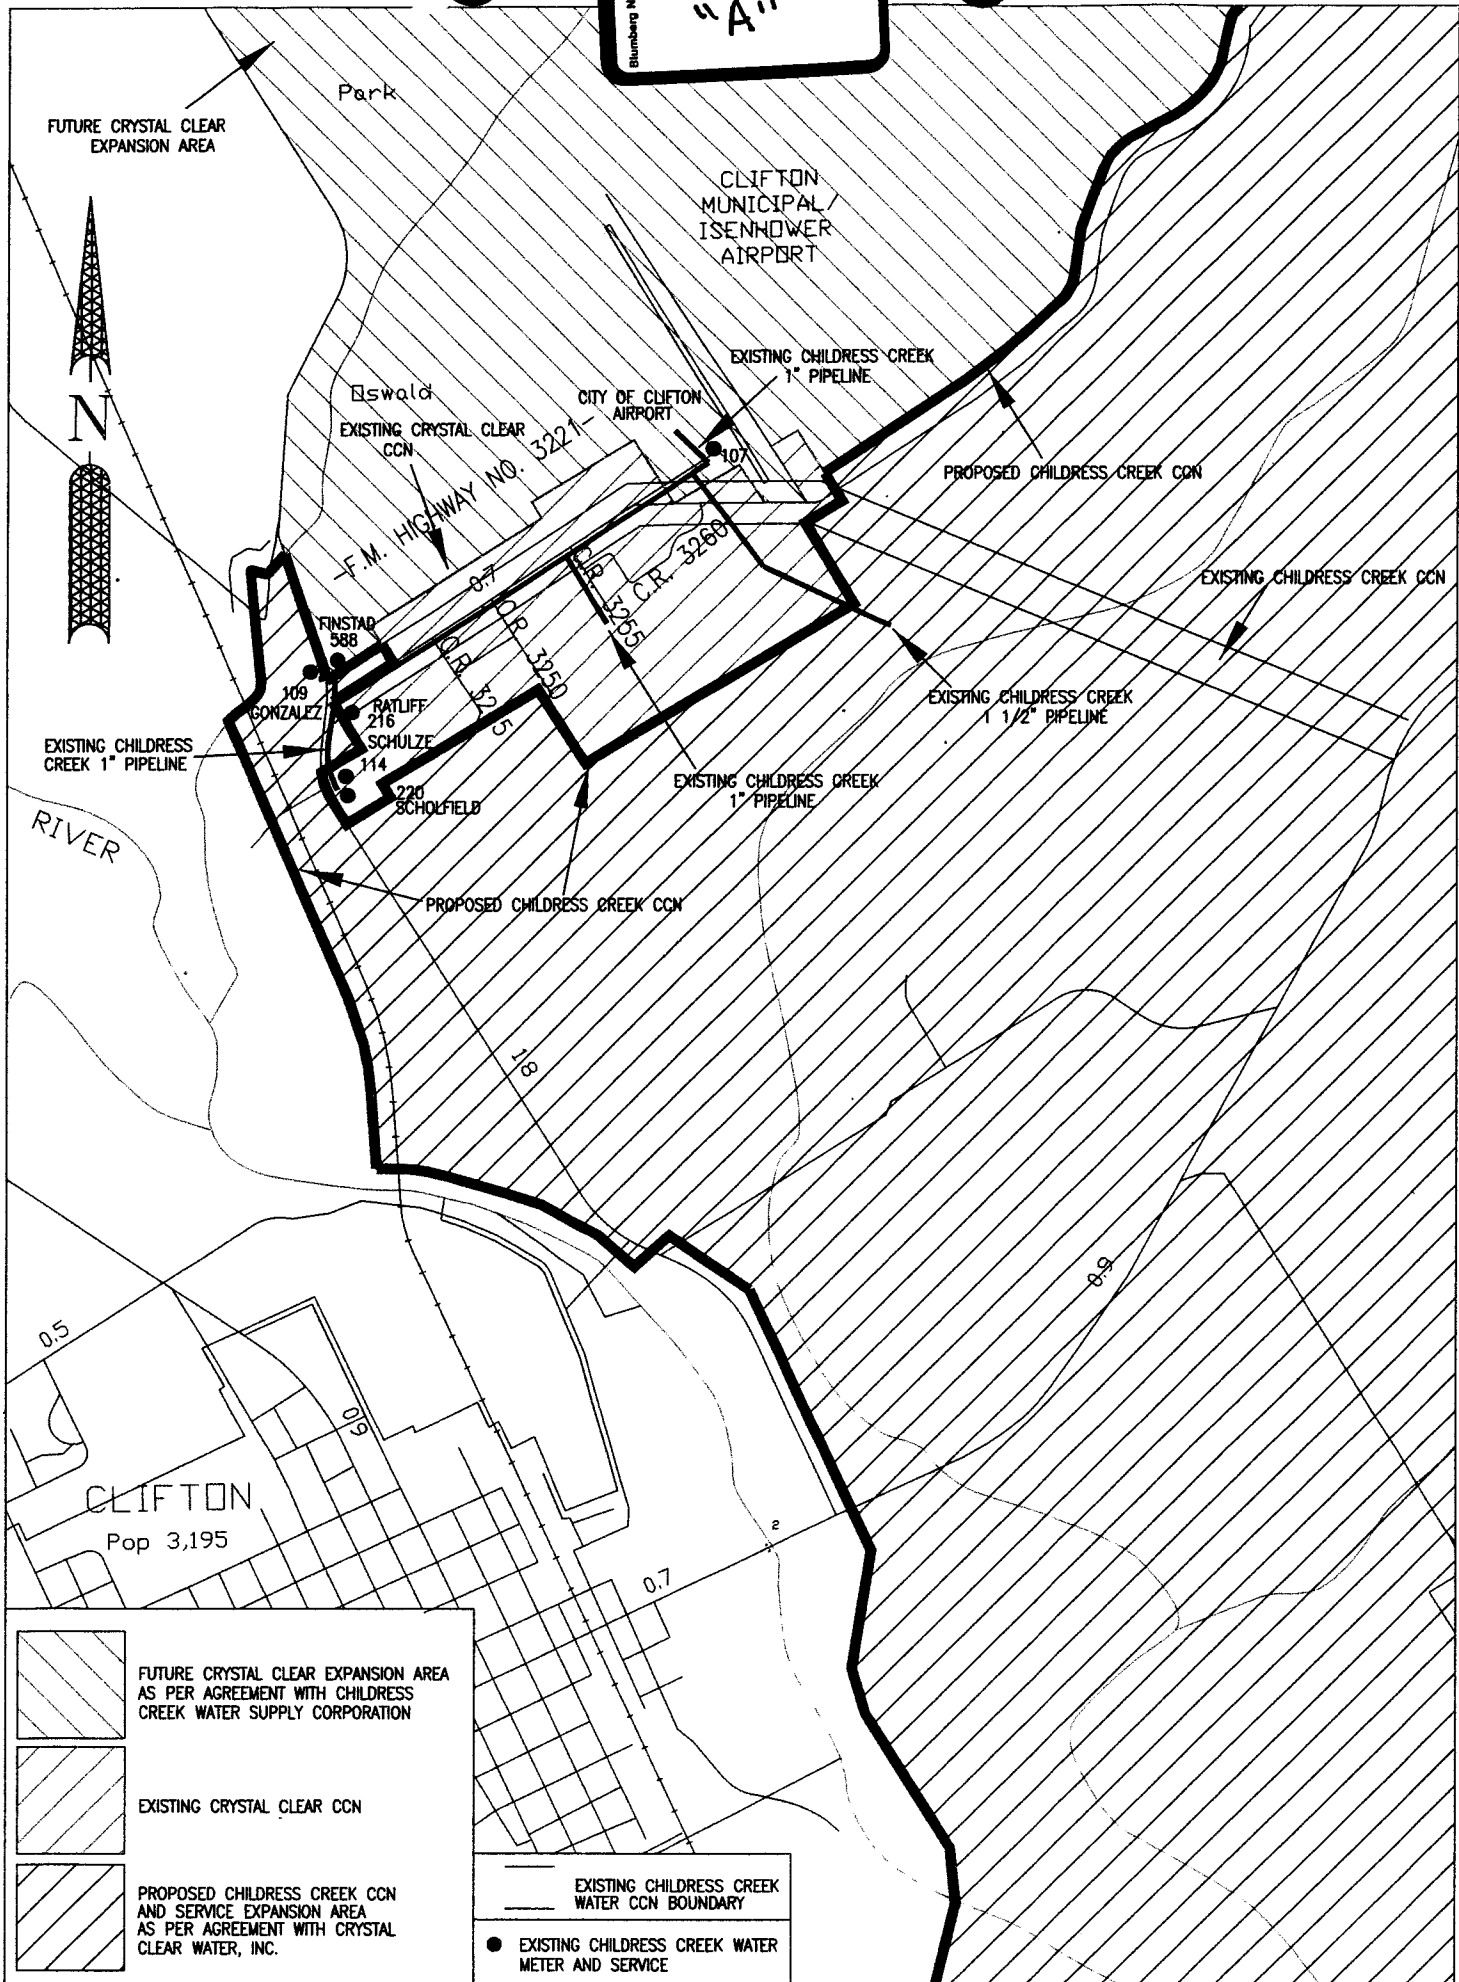 Blumberg N
"A"
Park
FUTURE CRYSTAL CLEAR
EXPANSION AREA
CLIFTON
MUNICIPAL/
ISENHOWER
AIRPORT
EXISTING CHILDRESS CREEK
1" PIPELINE
N
Oswald
CITY OF CLIFTON
AIRPORT
EXISTING CRYSTAL CLEAR
CCN
-F.M. HIGHWAY NO. 3221-
107
PROPOSED CHILDRESS CREEK CCN
0.7
C.R. 3260
C.R. 3255
C.R. 3250
EXISTING CHILDRESS CREEK CCN
FINSTAD
588
109
GONZALEZ
RATLIFF
216
SCHULZE
EXISTING CHILDRESS CREEK
1 1/2" PIPELINE
EXISTING CHILDRESS
CREEK 1" PIPELINE
114
220
SCHOLFIELD
EXISTING CHILDRESS CREEK
1" PIPELINE
RIVER
PROPOSED CHILDRESS CREEK CCN
0.9
0.5
CLIFTON
Pop 3,195
2
0.7
FUTURE CRYSTAL CLEAR EXPANSION AREA
AS PER AGREEMENT WITH CHILDRESS
CREEK WATER SUPPLY CORPORATION
EXISTING CRYSTAL CLEAR CCN
PROPOSED CHILDRESS CREEK CCN
AND SERVICE EXPANSION AREA
AS PER AGREEMENT WITH CRYSTAL
CLEAR WATER, INC.
EXISTING CHILDRESS CREEK
WATER CCN BOUNDARY
EXISTING CHILDRESS CREEK WATER
METER AND SERVICE